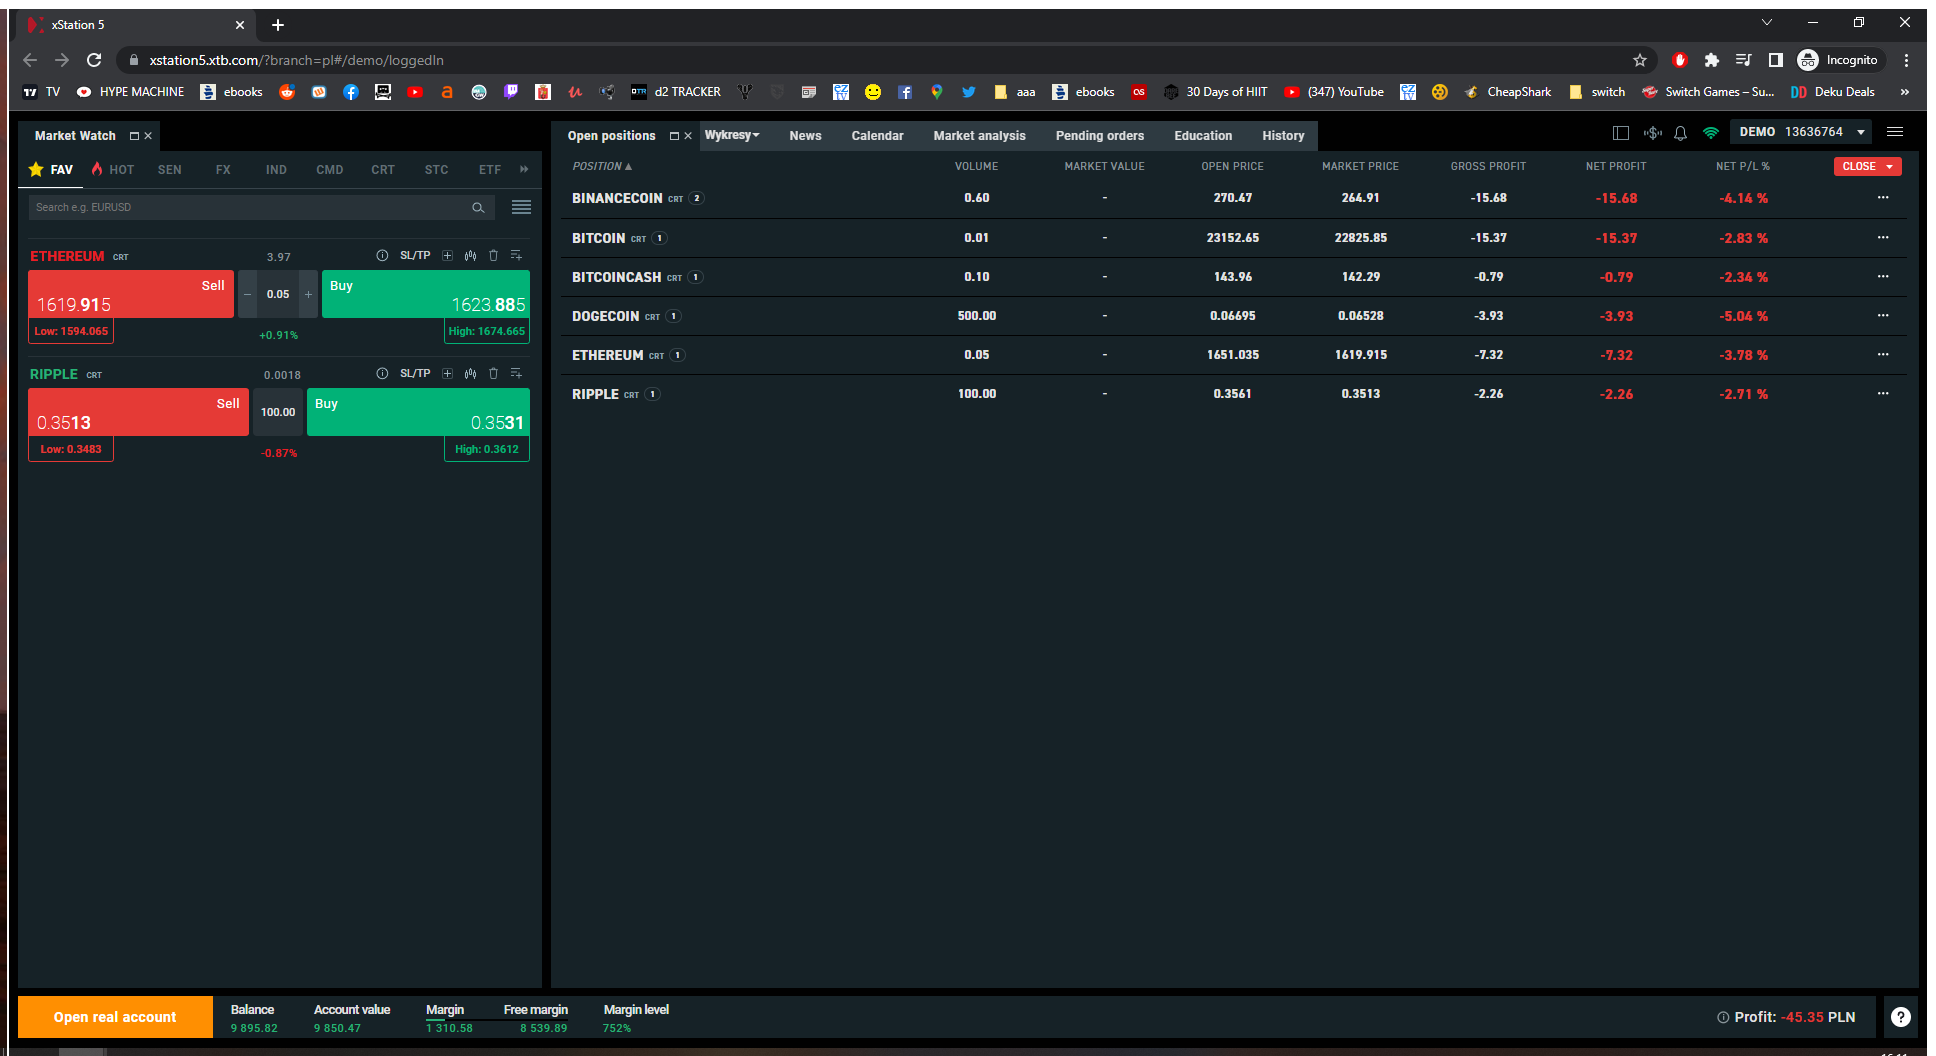 xStation 5
xstation5.xtb.com/?branch=pl#/demo/loggedIn
Incognito
TV HYPE MACHINE ebooks d2 TRACKER aaa ebooks 30 Days of HIIT (347) YouTube CheapShark switch Switch Games – Su... Deku Deals »
Market Watch
FAV HOT SEN FX IND CMD CRT STC ETF
Search e.g. EURUSD
ETHEREUM CRT 3.97 SL/TP
Sell 0.05 Buy
1619.915 1623.885
Low: 1594.065 +0.91% High: 1674.665
RIPPLE CRT 0.0018 SL/TP
Sell 100.00 Buy
0.3513 0.3531
Low: 0.3483 -0.87% High: 0.3612
Open positions Wykresy News Calendar Market analysis Pending orders Education History
DEMO 13636764
POSITION VOLUME MARKET VALUE OPEN PRICE MARKET PRICE GROSS PROFIT NET PROFIT NET P/L % CLOSE
BINANCECOIN CRT 2 0.60 - 270.47 264.91 -15.68 -15.68 -4.14 % ...
BITCOIN CRT 1 0.01 - 23152.65 22825.85 -15.37 -15.37 -2.83 % ...
BITCOINCASH CRT 1 0.10 - 143.96 142.29 -0.79 -0.79 -2.34 % ...
DOGECOIN CRT 1 500.00 - 0.06695 0.06528 -3.93 -3.93 -5.04 % ...
ETHEREUM CRT 1 0.05 - 1651.035 1619.915 -7.32 -7.32 -3.78 % ...
RIPPLE CRT 1 100.00 - 0.3561 0.3513 -2.26 -2.26 -2.71 % ...
Open real account
Balance Account value Margin Free margin Margin level
9 895.82 9 850.47 1 310.58 8 539.89 752%
Profit: -45.35 PLN
?